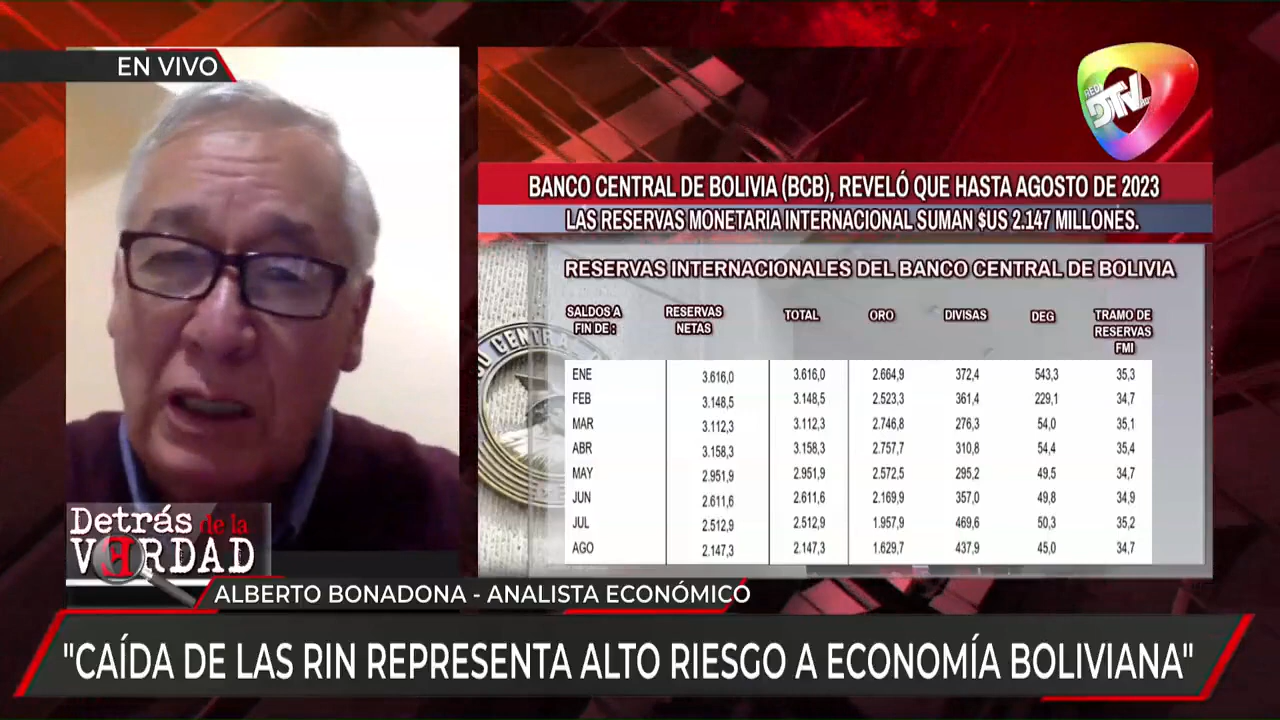 EN VIVO
RED
DTV
BANCO CENTRAL DE BOLIVIA (BCB), REVELÓ QUE HASTA AGOSTO DE 2023
LAS RESERVAS MONETARIA INTERNACIONAL SUMAN $US 2.147 MILLONES.
RESERVAS INTERNACIONALES DEL BANCO CENTRAL DE BOLIVIA
SALDOS A FIN DE : RESERVAS NETAS TOTAL ORO DIVISAS DEG TRAMO DE RESERVAS FMI
ENE 3.616,0 3.616,0 2.664,9 372,4 543,3 35,3
FEB 3.148,5 3.148,5 2.523,3 361,4 229,1 34,7
MAR 3.112,3 3.112,3 2.746,8 276,3 54,0 35,1
ABR 3.158,3 3.158,3 2.757,7 310,8 54,4 35,4
MAY 2.951,9 2.951,9 2.572,5 295,2 49,5 34,7
JUN 2.611,6 2.611,6 2.169,9 357,0 49,8 34,9
JUL 2.512,9 2.512,9 1.957,9 469,6 50,3 35,2
AGO 2.147,3 2.147,3 1.629,7 437,9 45,0 34,7
Detrás de la
VERDAD
ALBERTO BONADONA - ANALISTA ECONÓMICO
"CAÍDA DE LAS RIN REPRESENTA ALTO RIESGO A ECONOMÍA BOLIVIANA"